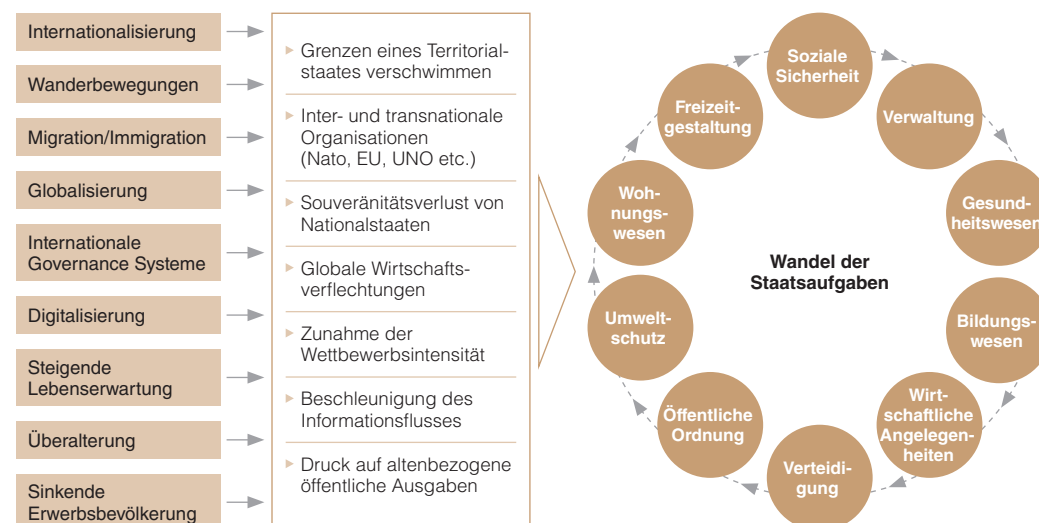 Internationalisierung
Wanderbewegungen
Migration/Immigration
Globalisierung
Internationale
Governance Systeme
Digitalisierung
Steigende
Lebenserwartung
Überalterung
Sinkende
Erwerbsbevölkerung
Grenzen eines Territorial-
staates verschwimmen
Inter- und transnationale
Organisationen
(Nato, EU, UNO etc.)
Souveränitätsverlust von
Nationalstaaten
Globale Wirtschafts-
verflechtungen
Zunahme der
Wettbewerbsintensität
Beschleunigung des
Informationsflusses
Druck auf altenbezogene
öffentliche Ausgaben
Soziale
Sicherheit
Verwaltung
Gesund-
heitswesen
Bildungs-
wesen
Wirt-
schaftliche
Angelegen-
heiten
Verteidi-
gung
Öffentliche
Ordnung
Umwelt-
schutz
Woh-
nungs-
wesen
Freizeit-
gestaltung
Wandel der
Staatsaufgaben